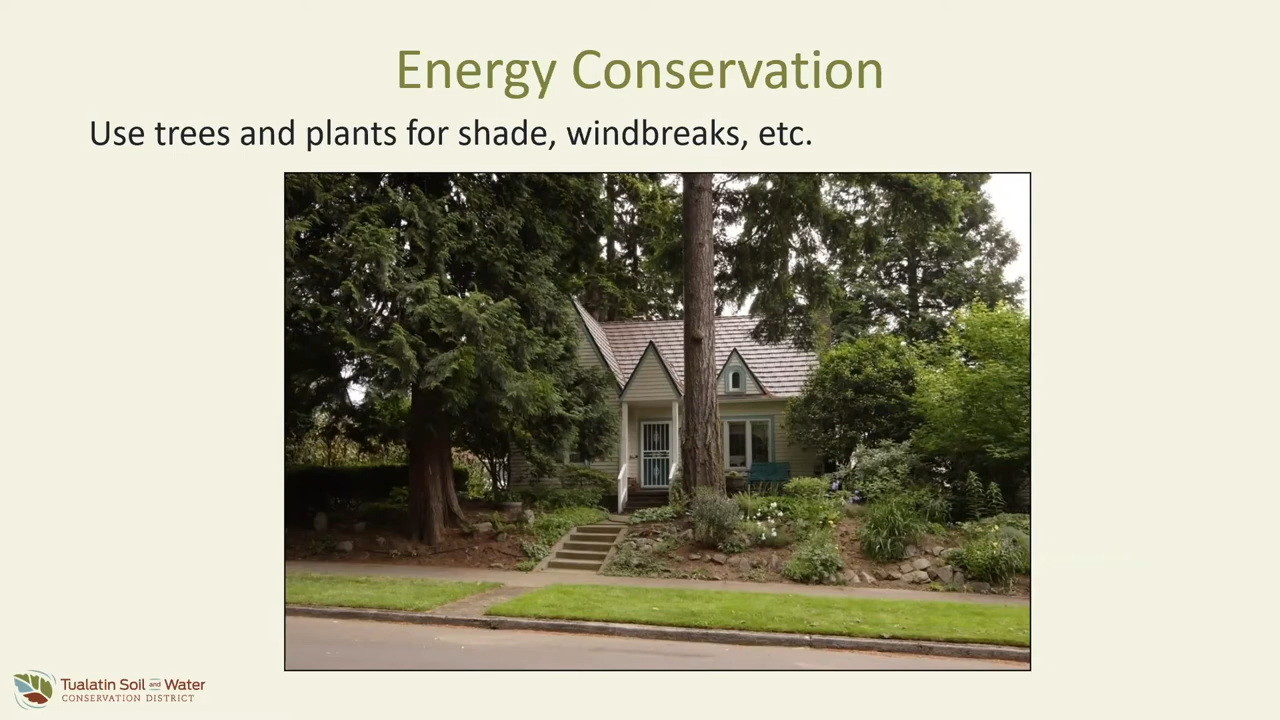 Energy Conservation
Use trees and plants for shade, windbreaks, etc.
Tualatin Soil and Water
CONSERVATION DISTRICT